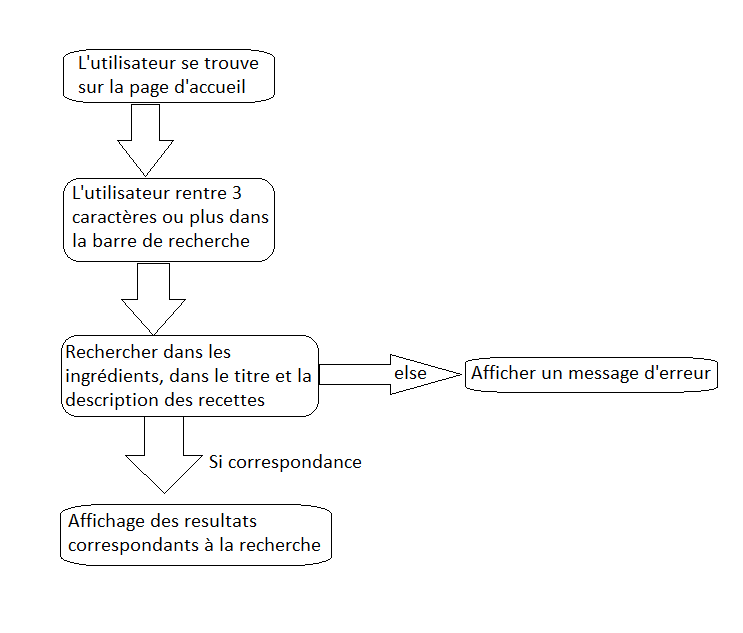 L'utilisateur se trouve
sur la page d'accueil
L'utilisateur rentre 3
caractères ou plus dans
la barre de recherche
Rechercher dans les
ingrédients, dans le titre et la
description des recettes
else
Afficher un message d'erreur
Si correspondance
Affichage des resultats
correspondants à la recherche